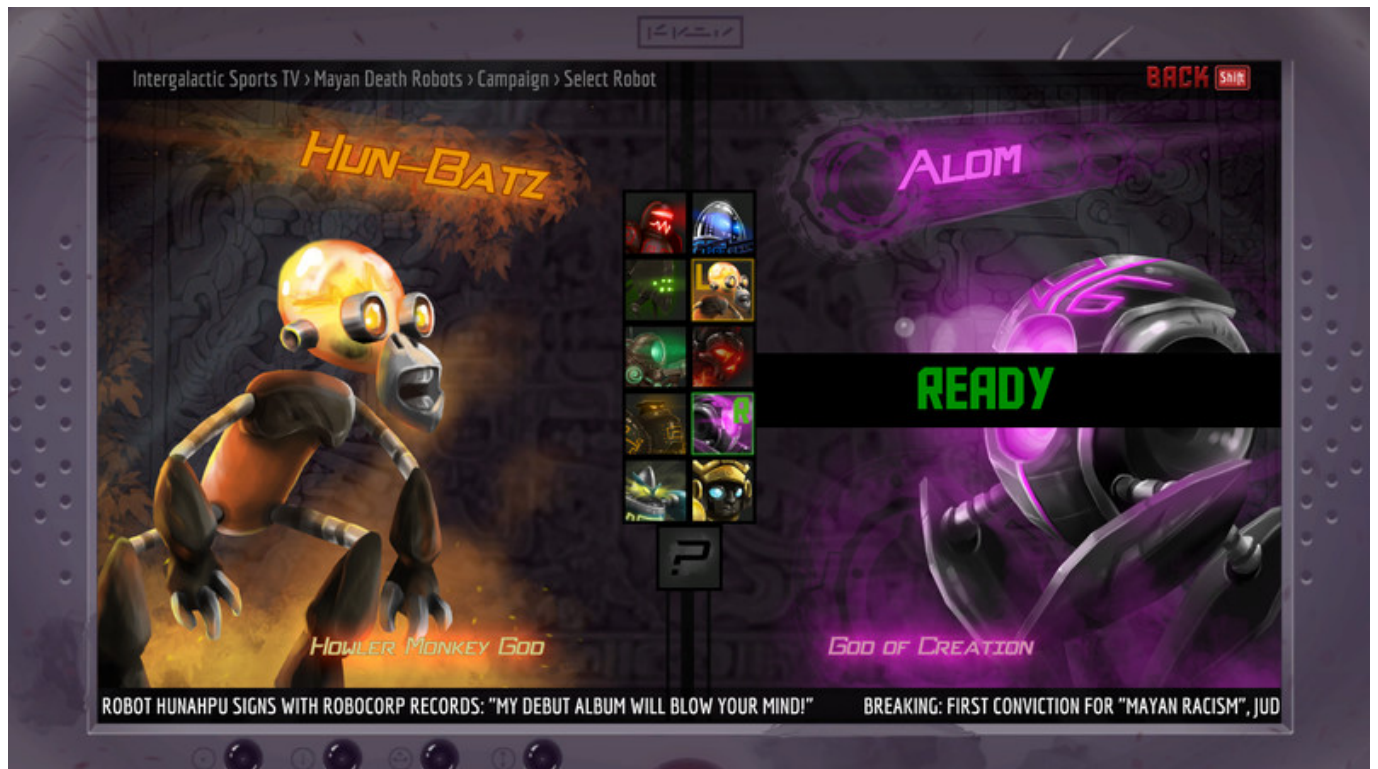 Intergalactic Sports TV › Mayan Death Robots › Campaign › Select Robot
BACK Shift
Hun-Batz
Alom
L
R
READY
?
Howler Monkey God
God of Creation
ROBOT HUNAHPU SIGNS WITH ROBOCORP RECORDS: "MY DEBUT ALBUM WILL BLOW YOUR MIND!" BREAKING: FIRST CONVICTION FOR "MAYAN RACISM", JUD